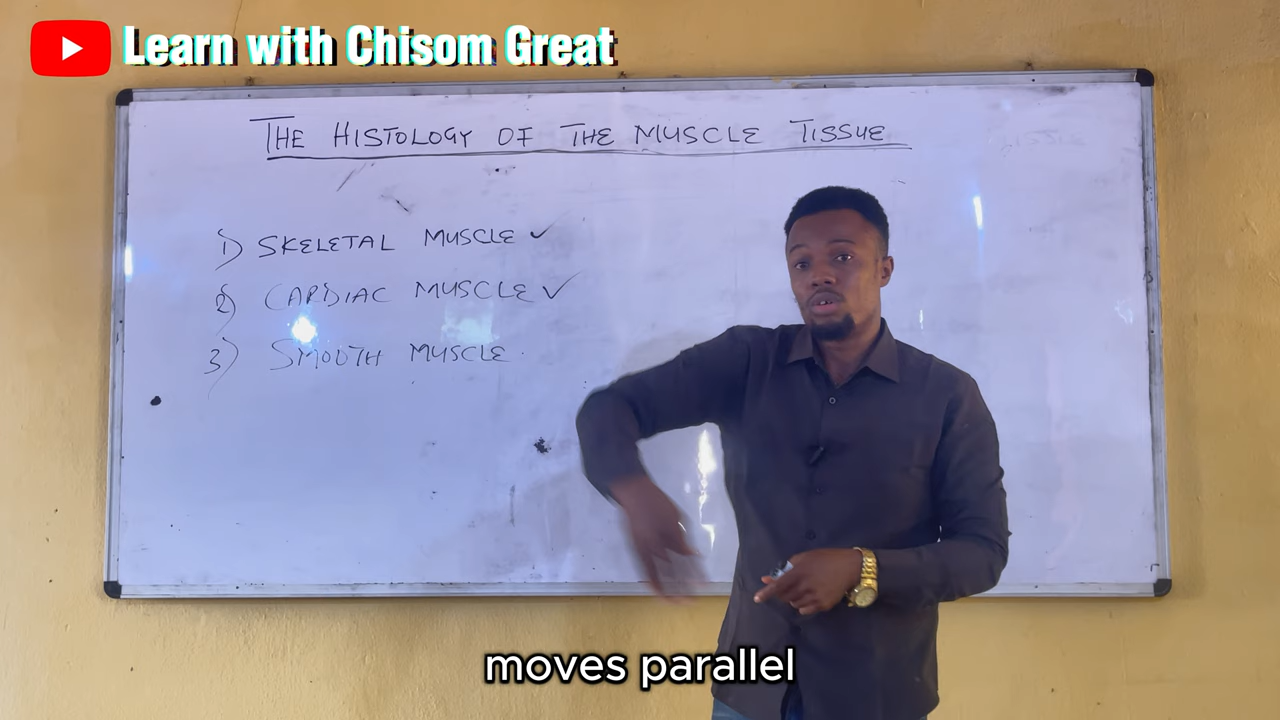 Learn with Chisom Great
THE HISTOLOGY OF THE MUSCLE TISSUE
1) SKELETAL MUSCLE ✓
2) CARDIAC MUSCLE ✓
3) SMOOTH MUSCLE
moves parallel